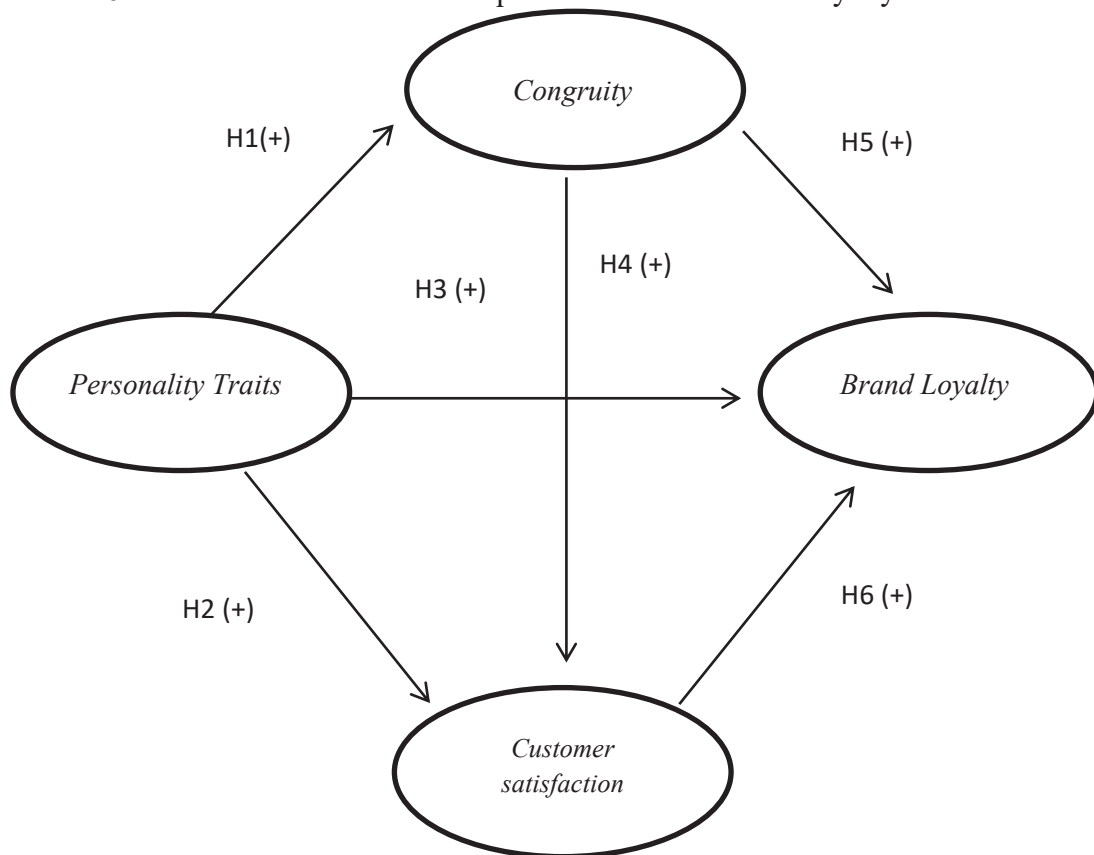 Congruity
H1(+)
H5 (+)
H3 (+)
H4 (+)
Personality Traits
Brand Loyalty
H2 (+)
H6 (+)
Customer
satisfaction